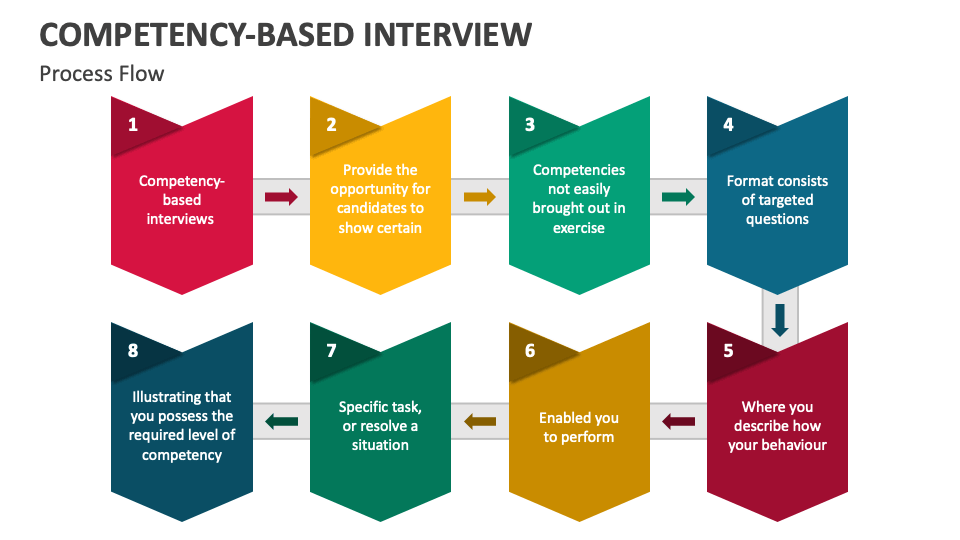 COMPETENCY-BASED INTERVIEW
Process Flow
1
Competency-
based
interviews
2
Provide the
opportunity for
candidates to
show certain
3
Competencies
not easily
brought out in
exercise
4
Format consists
of targeted
questions
5
Where you
describe how
your behaviour
6
Enabled you
to perform
7
Specific task,
or resolve a
situation
8
Illustrating that
you possess the
required level of
competency